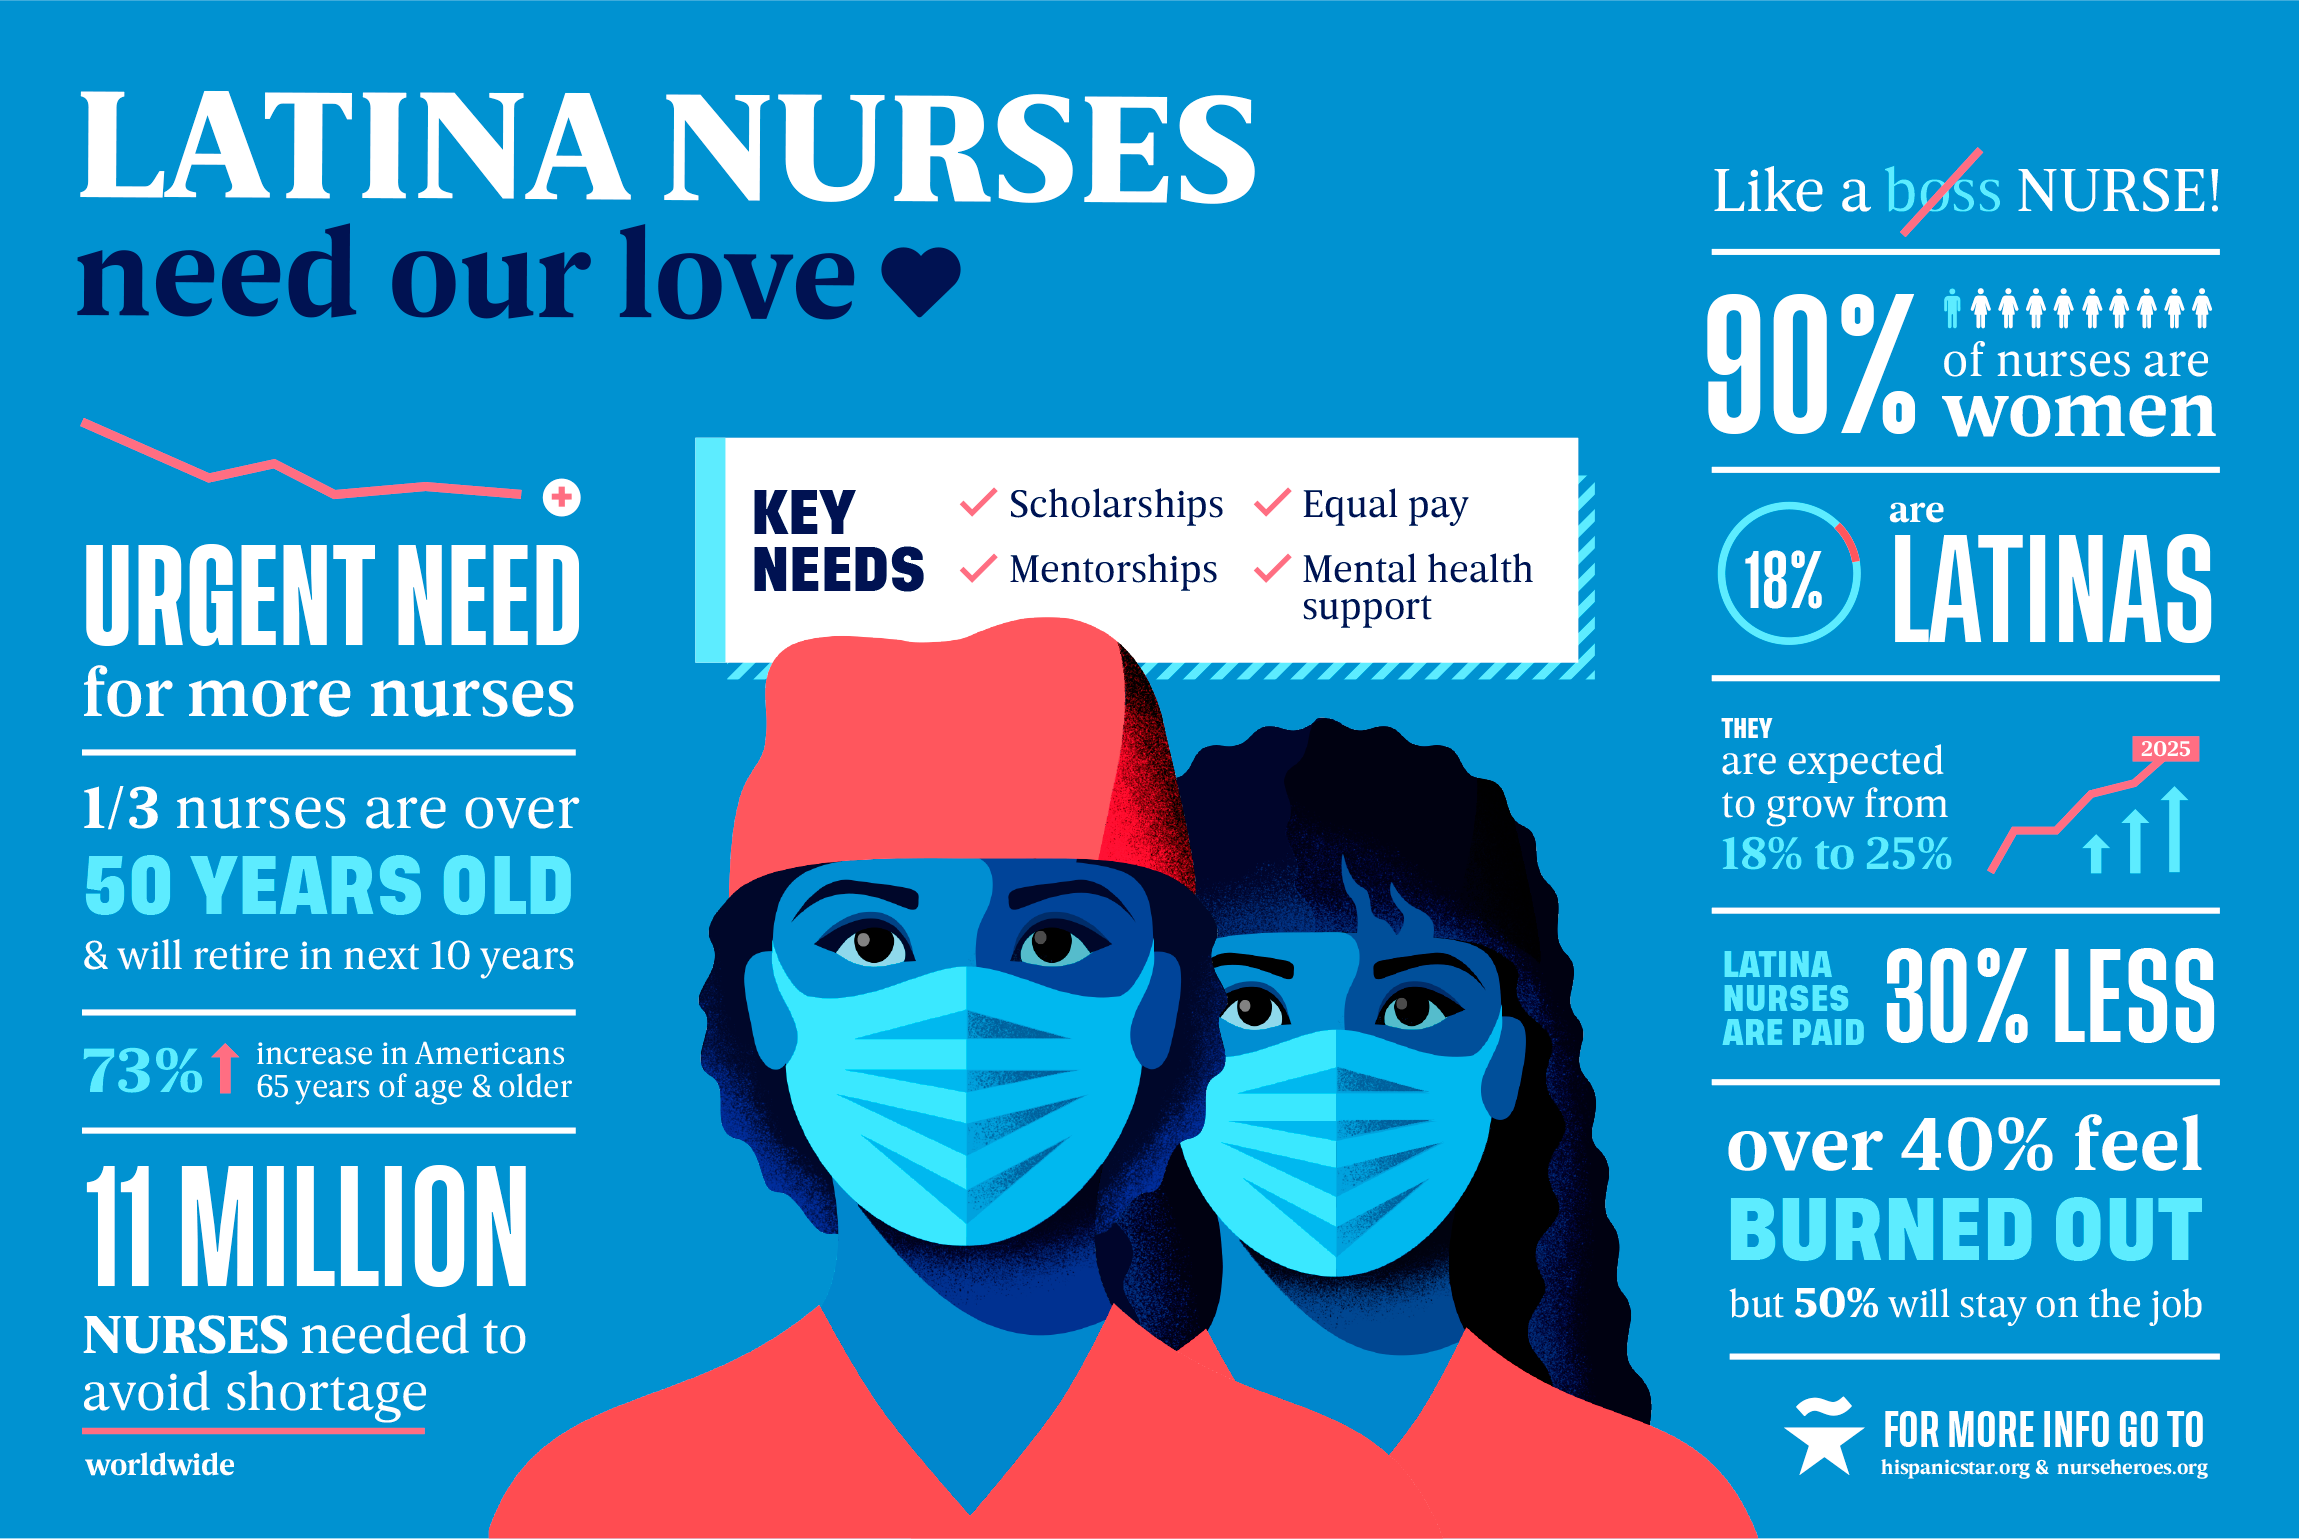 LATINA NURSES
need our love
URGENT NEED
for more nurses
1/3 nurses are over
50 YEARS OLD
& will retire in next 10 years
73%
increase in Americans
65 years of age & older
11 MILLION
NURSES needed to
avoid shortage
worldwide
KEY
NEEDS
Scholarships
Mentorships
Equal pay
Mental health
support
Like a boss NURSE!
90%
of nurses are
women
18%
are
LATINAS
THEY
are expected
to grow from
18% to 25%
2025
LATINA
NURSES
ARE PAID
30% LESS
over 40% feel
BURNED OUT
but 50% will stay on the job
FOR MORE INFO GO TO
hispanicstar.org & nurseheroes.org